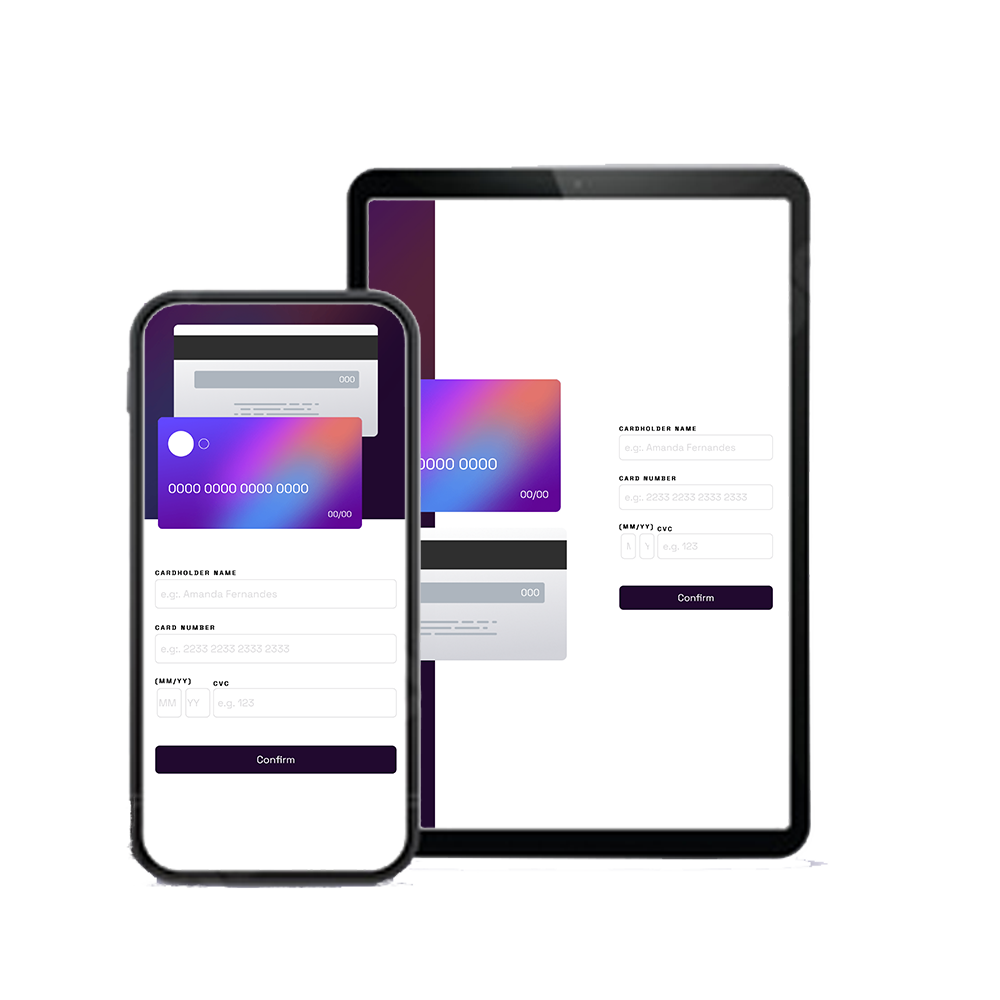 000
0000 0000 0000 0000
00/00
CARDHOLDER NAME
e.g:. Amanda Fernandes
CARD NUMBER
e.g:. 2233 2233 2333 2333
(MM/YY) CVC
MM YY e.g. 123
Confirm
0000 0000
00/00
000
CARDHOLDER NAME
e.g:. Amanda Fernandes
CARD NUMBER
e.g:. 2233 2233 2333 2333
(MM/YY) CVC
e.g. 123
Confirm